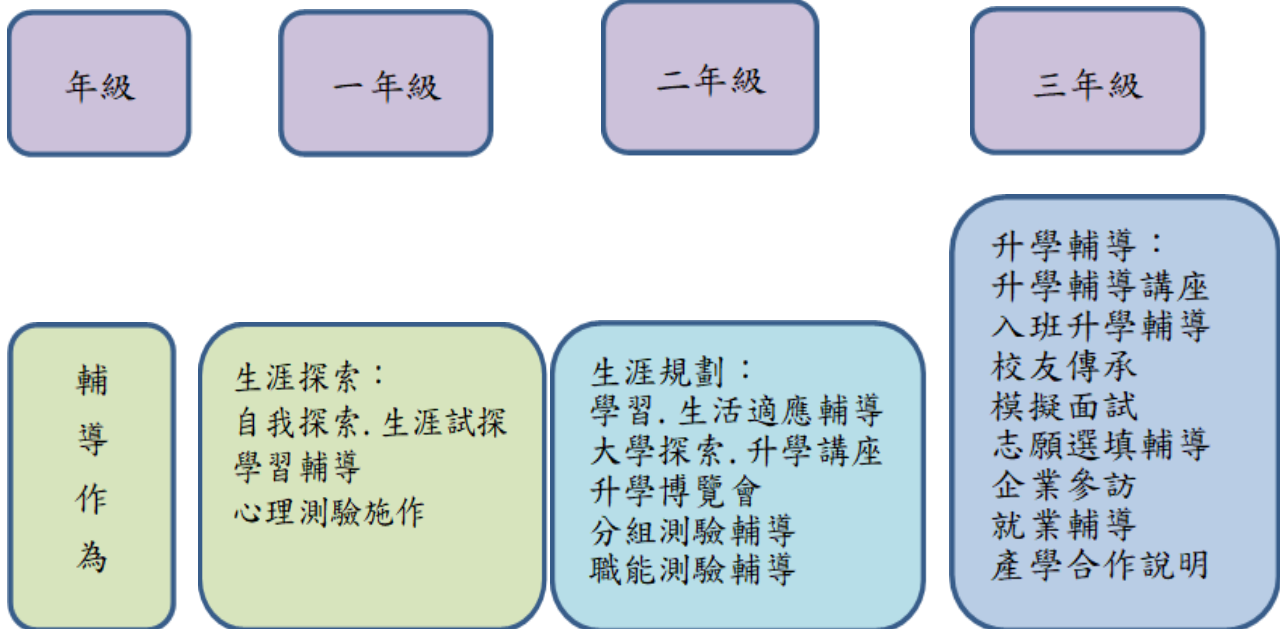 年級
一年級
二年級
三年級
輔
導
作
為
生涯探索：
自我探索.生涯試探
學習輔導
心理測驗施作
生涯規劃：
學習.生活適應輔導
大學探索.升學講座
升學博覽會
分組測驗輔導
職能測驗輔導
升學輔導：
升學輔導講座
入班升學輔導
校友傳承
模擬面試
志願選填輔導
企業參訪
就業輔導
產學合作說明